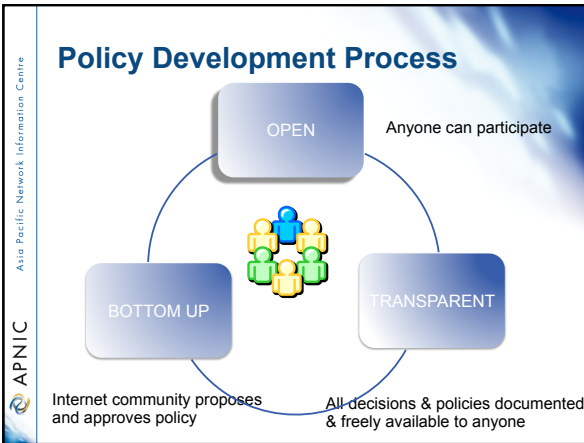 Policy Development Process
OPEN
Anyone can participate
BOTTOM UP
TRANSPARENT
Internet community proposes
and approves policy
All decisions & policies documented
& freely available to anyone
Asia Pacific Network Information Centre
APNIC